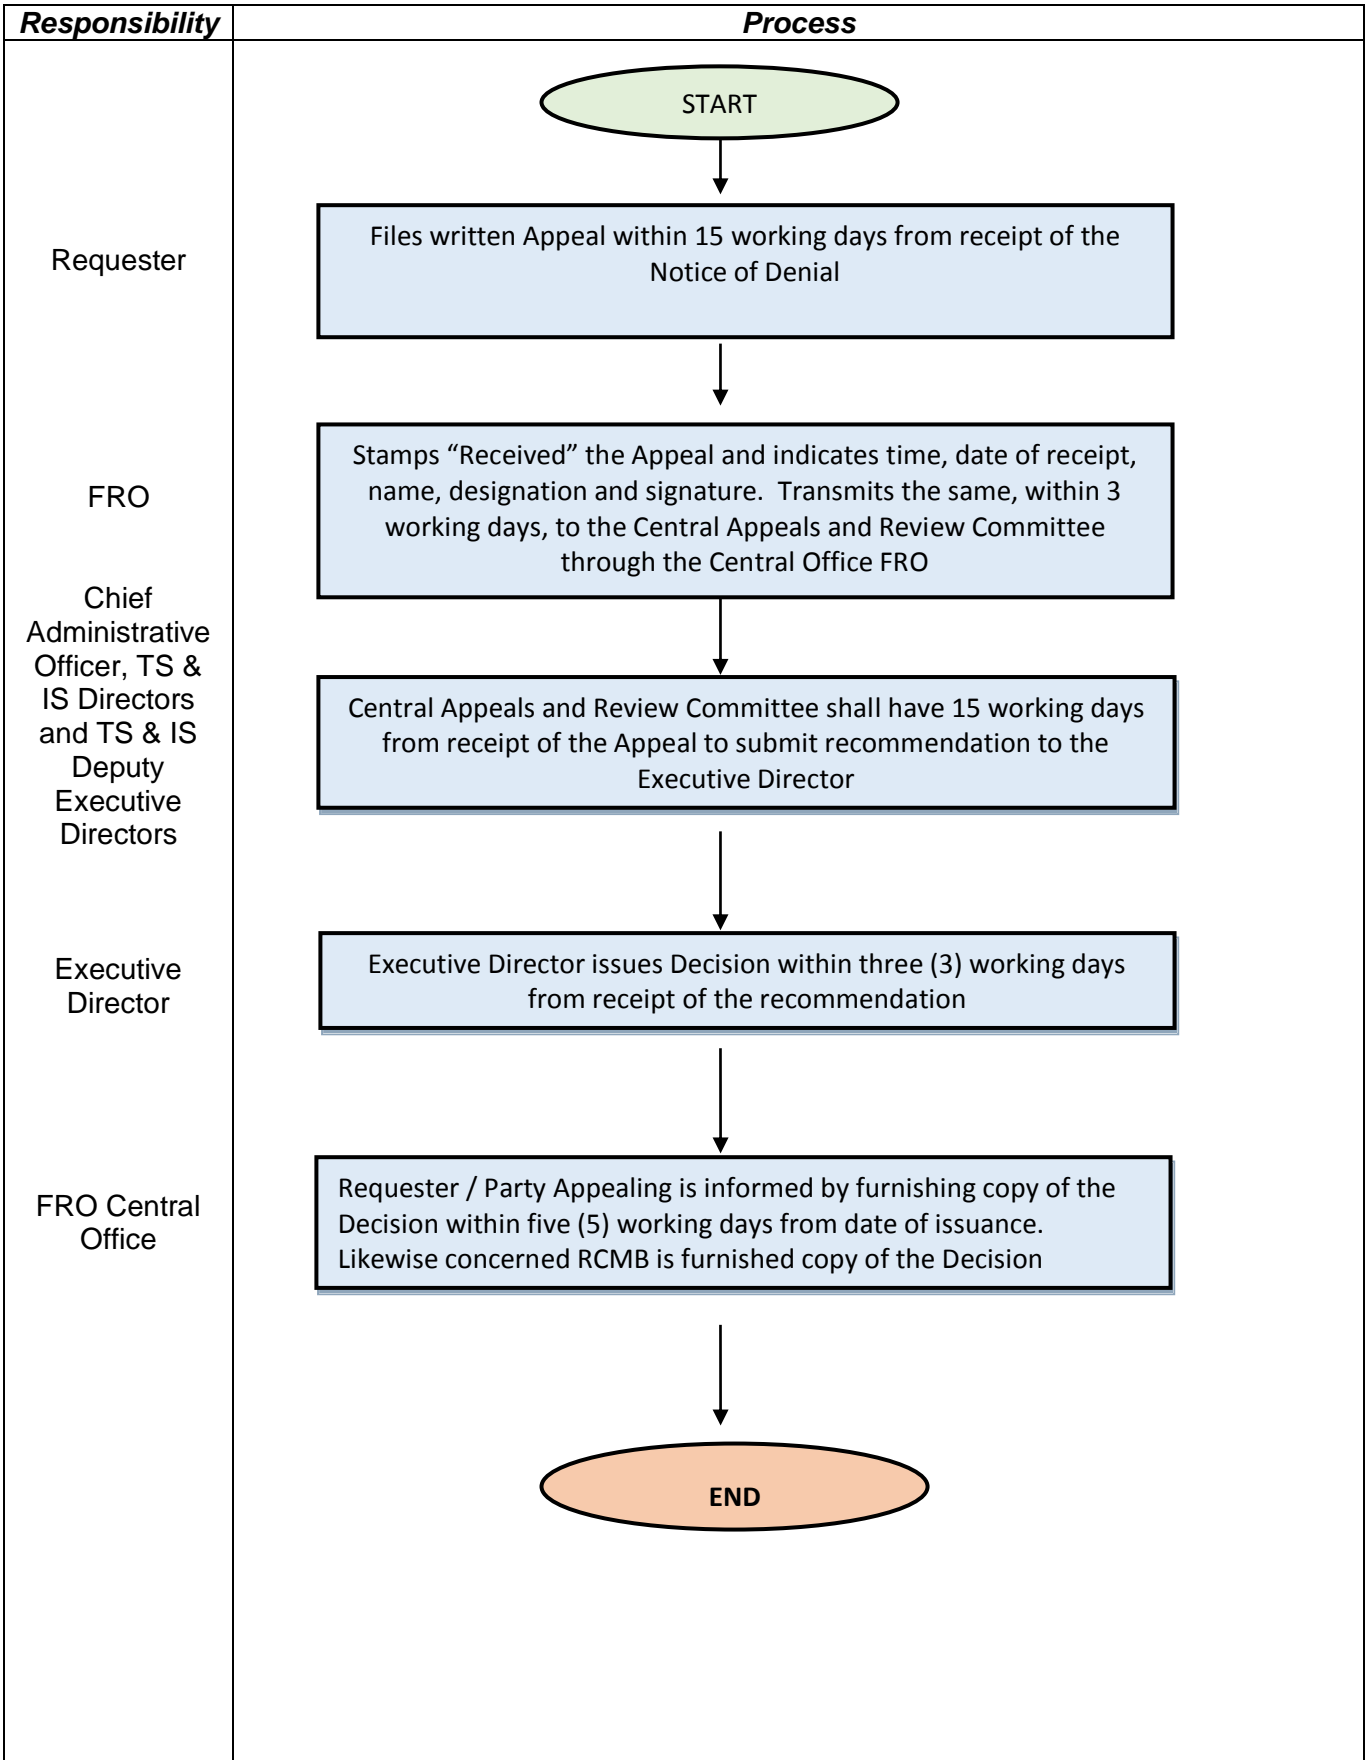 Responsibility
Process
START
Requester
Files written Appeal within 15 working days from receipt of the
Notice of Denial
FRO
Stamps “Received” the Appeal and indicates time, date of receipt,
name, designation and signature.  Transmits the same, within 3
working days, to the Central Appeals and Review Committee
through the Central Office FRO
Chief
Administrative
Officer, TS &
IS Directors
and TS & IS
Deputy
Executive
Directors
Central Appeals and Review Committee shall have 15 working days
from receipt of the Appeal to submit recommendation to the
Executive Director
Executive
Director
Executive Director issues Decision within three (3) working days
from receipt of the recommendation
FRO Central
Office
Requester / Party Appealing is informed by furnishing copy of the
Decision within five (5) working days from date of issuance.
Likewise concerned RCMB is furnished copy of the Decision
END